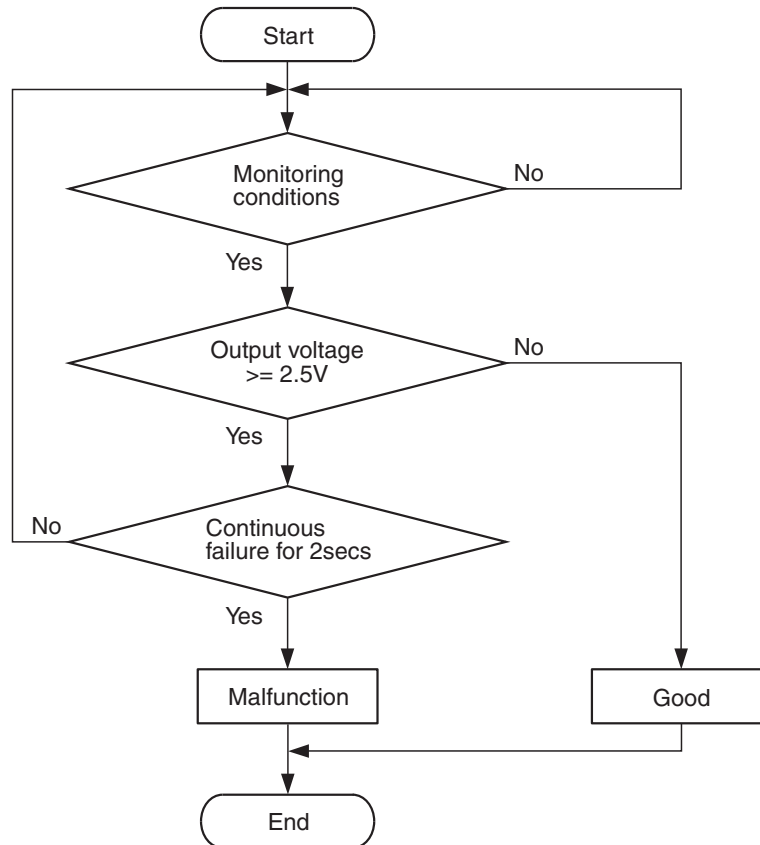 Start
Monitoring
conditions
No
Yes
Output voltage
>= 2.5V
No
Yes
Continuous
failure for 2secs
No
Yes
Malfunction
Good
End